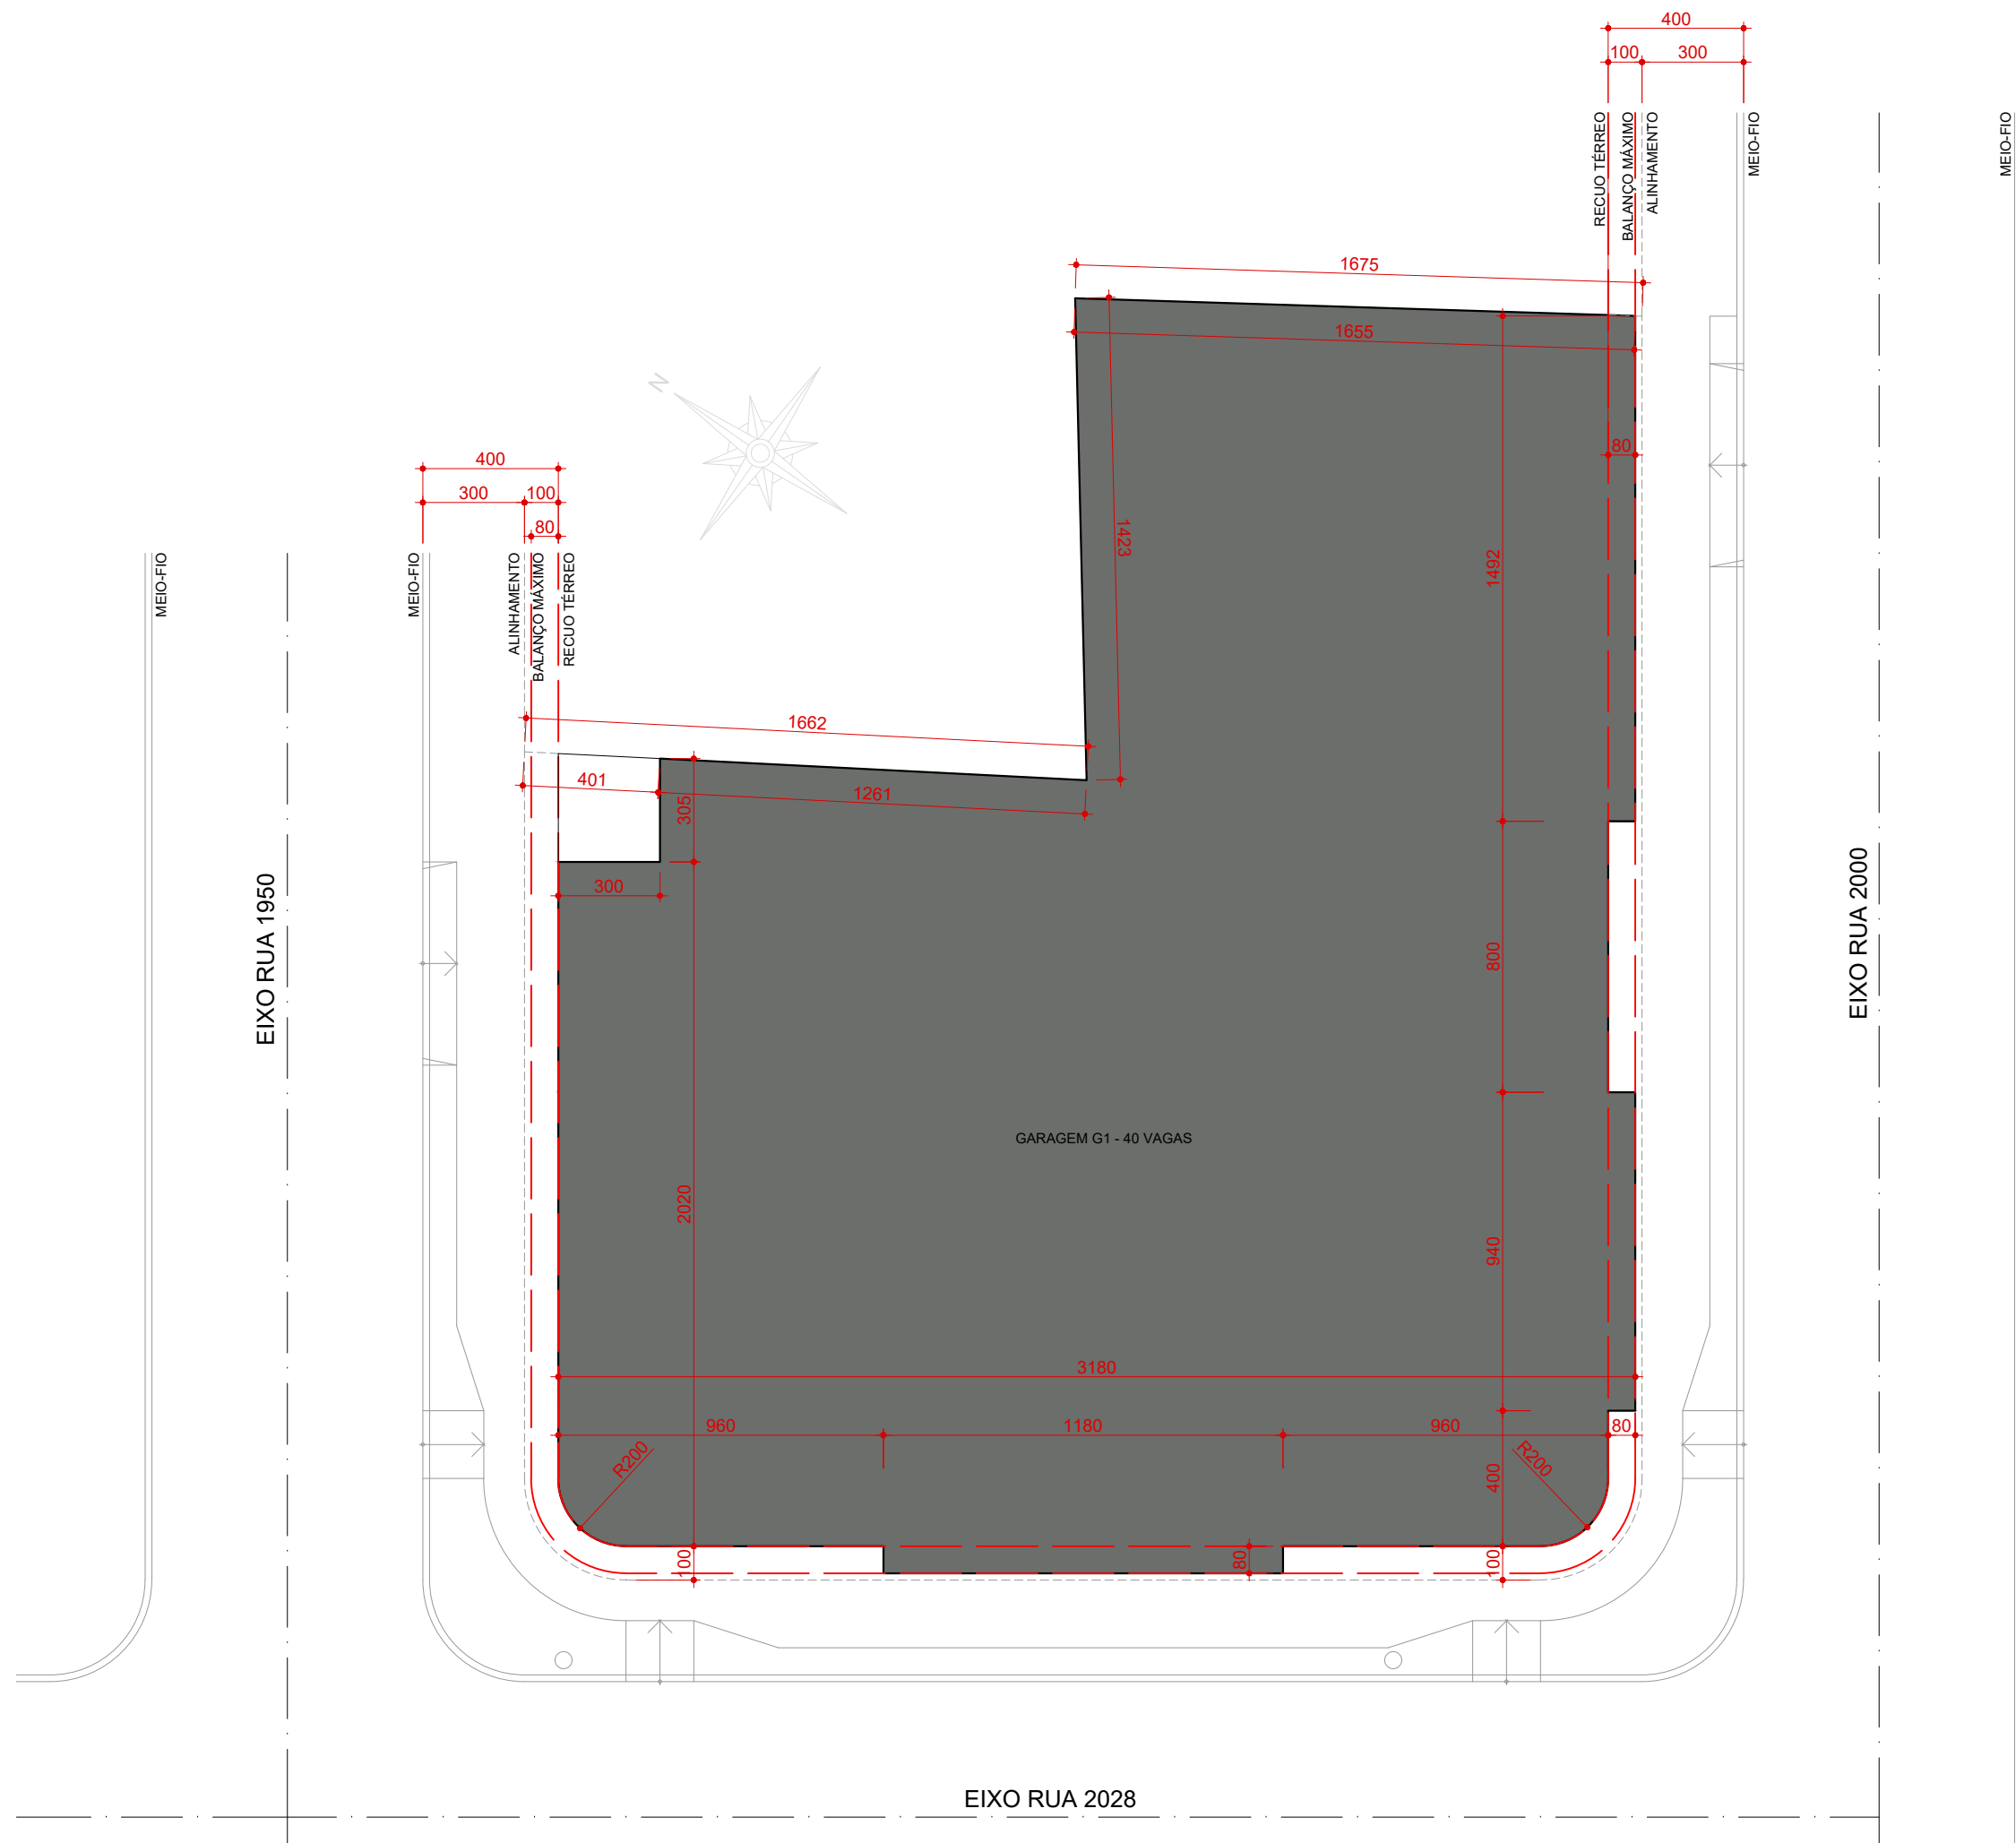 400
100
300
RECUO TÉRREO
BALANÇO MÁXIMO
ALINHAMENTO
MEIO-FIO
MEIO-FIO
1675
1655
N
80
400
300
100
80
1423
1492
MEIO-FIO
MEIO-FIO
ALINHAMENTO
BALANÇO MÁXIMO
RECUO TÉRREO
1662
401
1261
305
300
EIXO RUA 1950
EIXO RUA 2000
800
GARAGEM G1 - 40 VAGAS
2020
940
3180
960
1180
960
80
R200
R200
400
100
80
100
EIXO RUA 2028